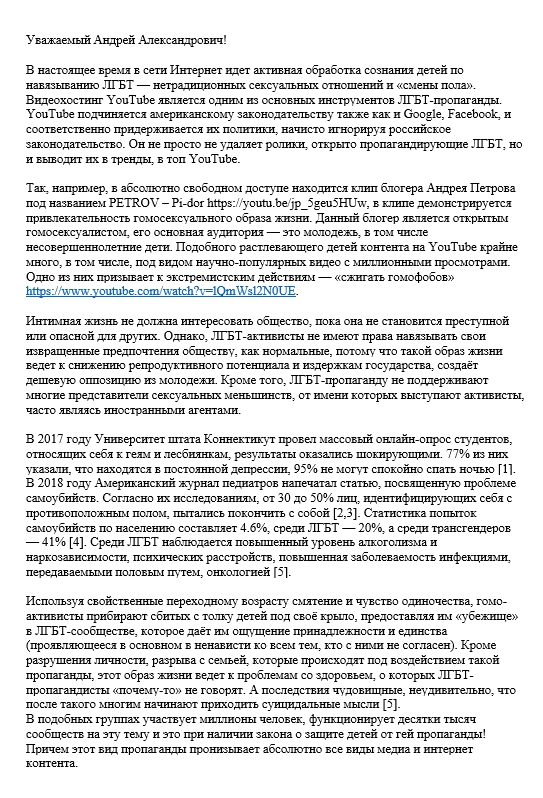 Уважаемый Андрей Александрович!
В настоящее время в сети Интернет идет активная обработка сознания детей по
навязыванию ЛГБТ — нетрадиционных сексуальных отношений и «смены пола».
Видеохостинг YouTube является одним из основных инструментов ЛГБТ-пропаганды.
YouTube подчиняется американскому законодательству также как и Google, Facebook, и
соответственно придерживается их политики, начисто игнорируя российское
законодательство. Он не просто не удаляет ролики, открыто пропагандирующие ЛГБТ, но
и выводит их в тренды, в топ YouTube.
Так, например, в абсолютно свободном доступе находится клип блогера Андрея Петрова
под названием PETROV – Pi-dor https://youtu.be/jp_5geu5HUw, в клипе демонстрируется
привлекательность гомосексуального образа жизни. Данный блогер является открытым
гомосексуалистом, его основная аудитория — это молодежь, в том числе
несовершеннолетние дети. Подобного растлевающего детей контента на YouTube крайне
много, в том числе, под видом научно-популярных видео с миллионными просмотрами.
Одно из них призывает к экстремистским действиям — «сжигать гомофобов»
https://www.youtube.com/watch?v=lQmWsl2N0UE.
Интимная жизнь не должна интересовать общество, пока она не становится преступной
или опасной для других. Однако, ЛГБТ-активисты не имеют права навязывать свои
извращенные предпочтения обществу, как нормальные, потому что такой образ жизни
ведет к снижению репродуктивного потенциала и издержкам государства, создаёт
дешевую оппозицию из молодежи. Кроме того, ЛГБТ-пропаганду не поддерживают
многие представители сексуальных меньшинств, от имени которых выступают активисты,
часто являясь иностранными агентами.
В 2017 году Университет штата Коннектикут провел массовый онлайн-опрос студентов,
относящих себя к геям и лесбиянкам, результаты оказались шокирующими. 77% из них
указали, что находятся в постоянной депрессии, 95% не могут спокойно спать ночью [1].
В 2018 году Американский журнал педиатров напечатал статью, посвященную проблеме
самоубийств. Согласно их исследованиям, от 30 до 50% лиц, идентифицирующих себя с
противоположным полом, пытались покончить с собой [2,3]. Статистика попыток
самоубийств по населению составляет 4.6%, среди ЛГБТ — 20%, а среди трансгендеров
— 41% [4]. Среди ЛГБТ наблюдается повышенный уровень алкоголизма и
наркозависимости, психических расстройств, повышенная заболеваемость инфекциями,
передаваемыми половым путем, онкологией [5].
Используя свойственные переходному возрасту смятение и чувство одиночества, гомо-
активисты прибирают сбитых с толку детей под своё крыло, предоставляя им «убежище»
в ЛГБТ-сообществе, которое даёт им ощущение принадлежности и единства
(проявляющееся в основном в ненависти ко всем тем, кто с ними не согласен). Кроме
разрушения личности, разрыва с семьей, которые происходят под воздействием такой
пропаганды, этот образ жизни ведет к проблемам со здоровьем, о которых ЛГБТ-
пропагандисты «почему-то» не говорят. А последствия чудовищные, неудивительно, что
после такого многим начинают приходить суицидальные мысли [5].
В подобных группах участвует миллионы человек, функционирует десятки тысяч
сообществ на эту тему и это при наличии закона о защите детей от гей пропаганды!
Причем этот вид пропаганды пронизывает абсолютно все виды медиа и интернет
контента.